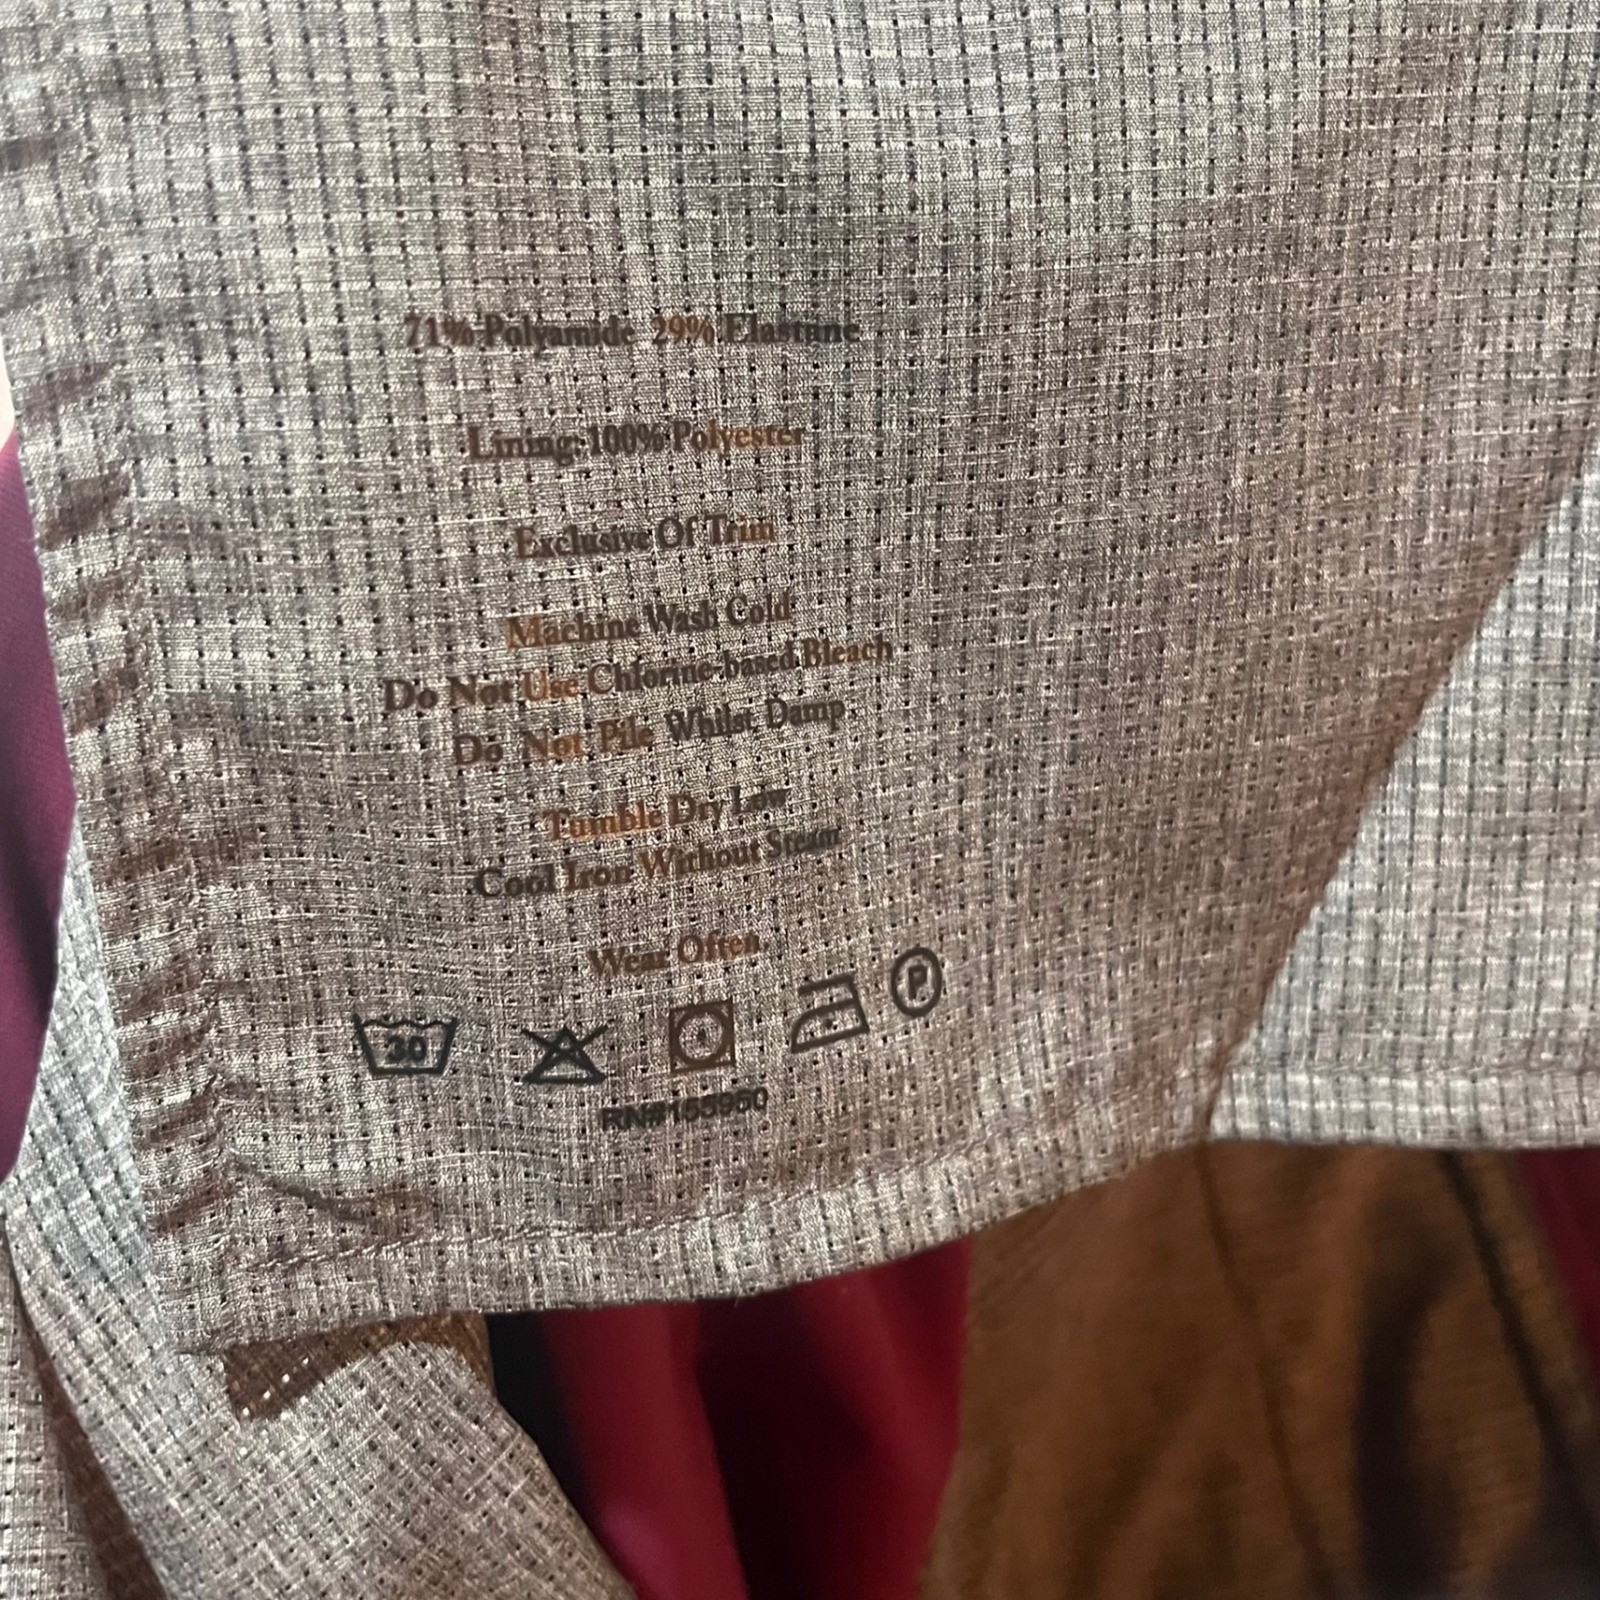 71% Polyamide 29% Elastane
Lining: 100% Polyester
Exclusive Of Trim
Machine Wash Cold
Do Not Use Chlorine-based Bleach
Do Not Pile Whilst Damp
Tumble Dry Low
Cool Iron Without Steam
Wear Often
30
P
RN#155950